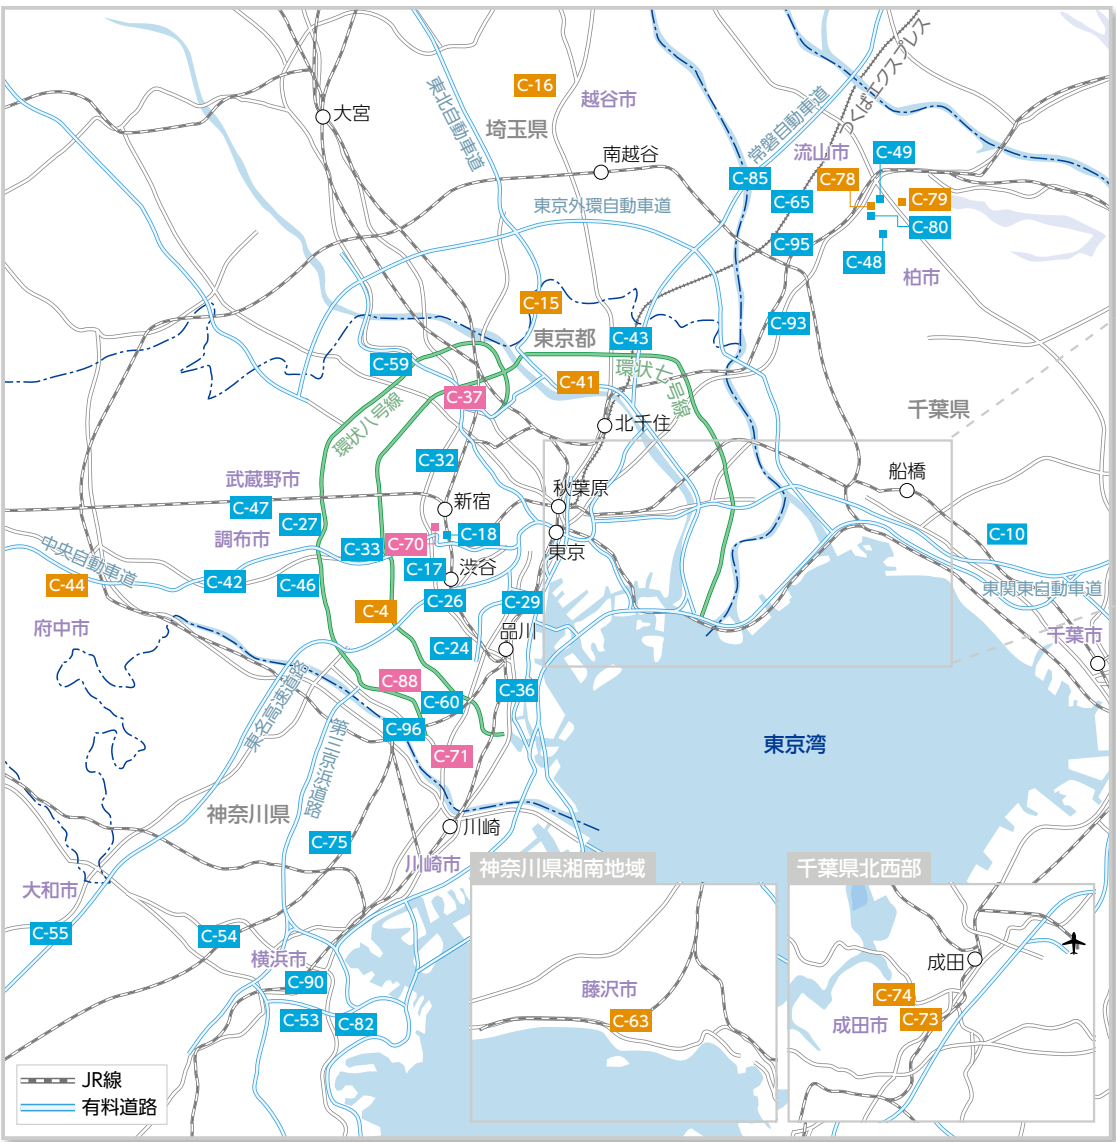 つくばエクスプレス
C-16
東北自動車道
越谷市
常磐自動車道
大宮
埼玉県
南越谷
流山市
C-49
C-85
C-78
C-65
C-79
東京外環自動車道
C-80
C-95
C-48
柏市
C-15
C-93
東京都
C-43
C-59
環状七号線
C-41
C-37
千葉県
環状八号線
北千住
C-32
武蔵野市
船橋
秋葉原
新宿
C-47
C-27
調布市
C-18
C-10
C-70
C-33
中央自動車道
東京
C-17
渋谷
C-44
C-42
C-46
東関東自動車道
C-26
C-29
C-4
府中市
品川
千葉市
C-24
C-88
C-36
C-60
東名高速道路
C-96
第三京浜道路
東京湾
C-71
神奈川県
川崎
C-75
川崎市
神奈川県湘南地域
千葉県北西部
大和市
C-55
C-54
横浜市
成田
C-90
藤沢市
C-74
C-53
C-82
C-63
成田市
C-73
JR線
有料道路